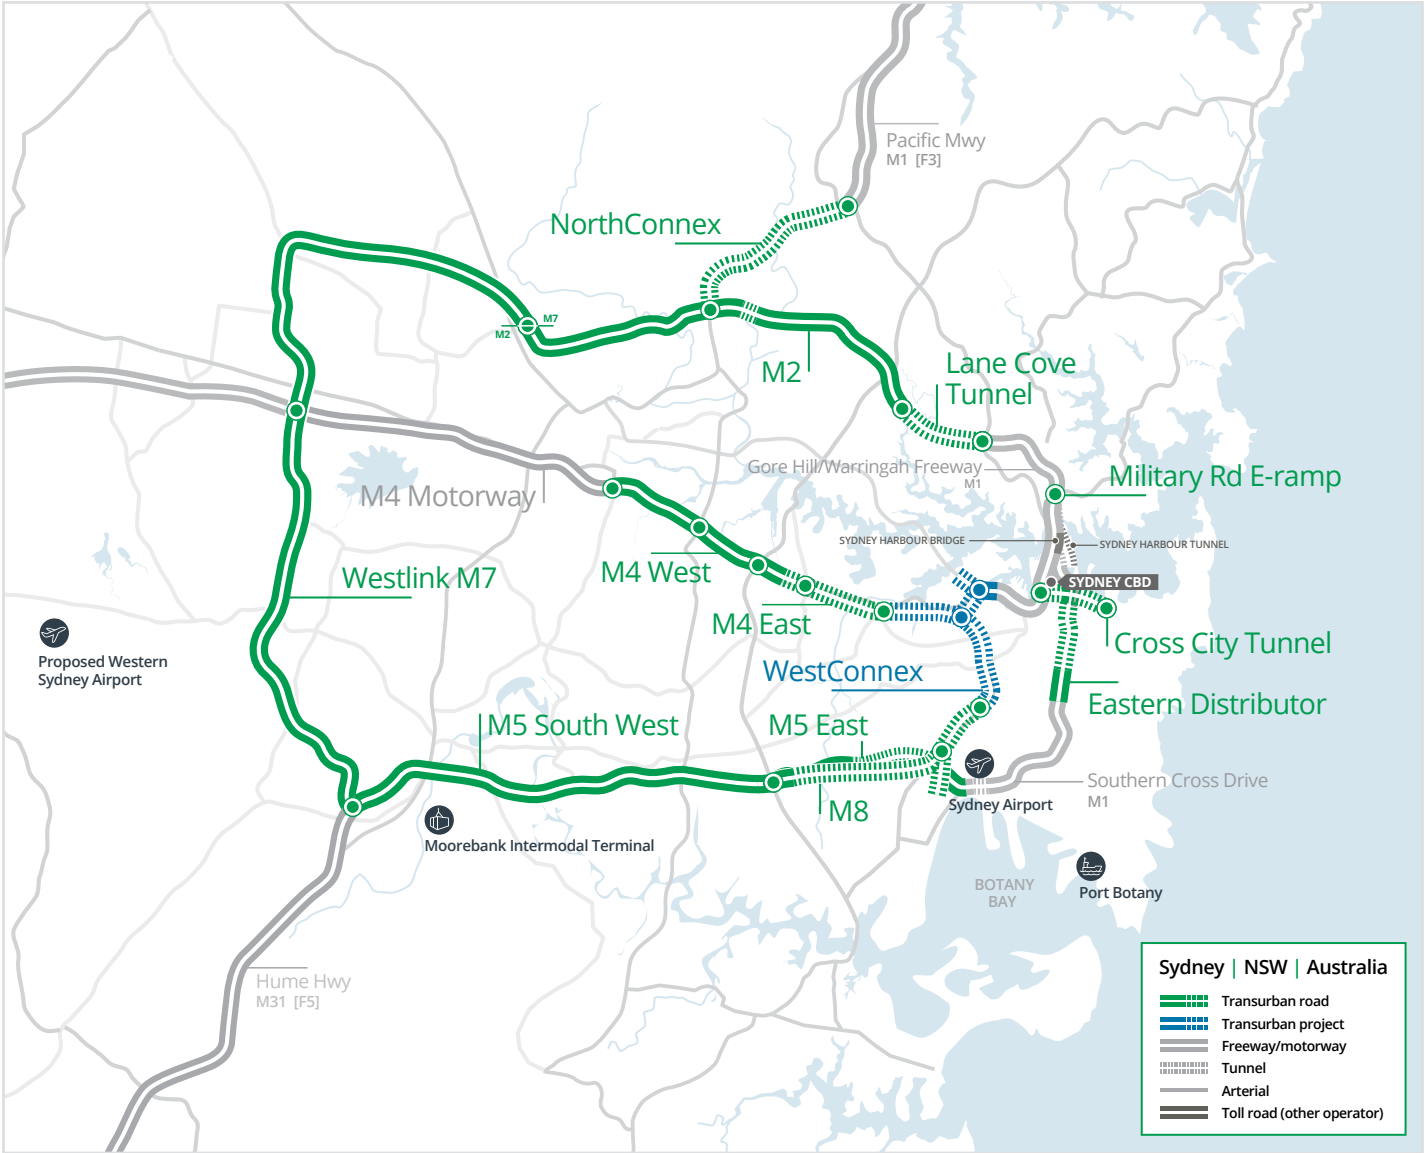 Pacific Mwy
M1 [F3]
NorthConnex
M7
M2
M2
Lane Cove
Tunnel
Gore Hill/Warringah Freeway
M1
Military Rd E-ramp
M4 Motorway
SYDNEY HARBOUR BRIDGE
SYDNEY HARBOUR TUNNEL
M4 West
Westlink M7
SYDNEY CBD
M4 East
Cross City Tunnel
Proposed Western
Sydney Airport
WestConnex
Eastern Distributor
M5 South West
M5 East
Southern Cross Drive
M1
Sydney Airport
M8
Moorebank Intermodal Terminal
BOTANY
BAY
Port Botany
Hume Hwy
M31 [F5]
Sydney | NSW | Australia
Transurban road
Transurban project
Freeway/motorway
Tunnel
Arterial
Toll road (other operator)